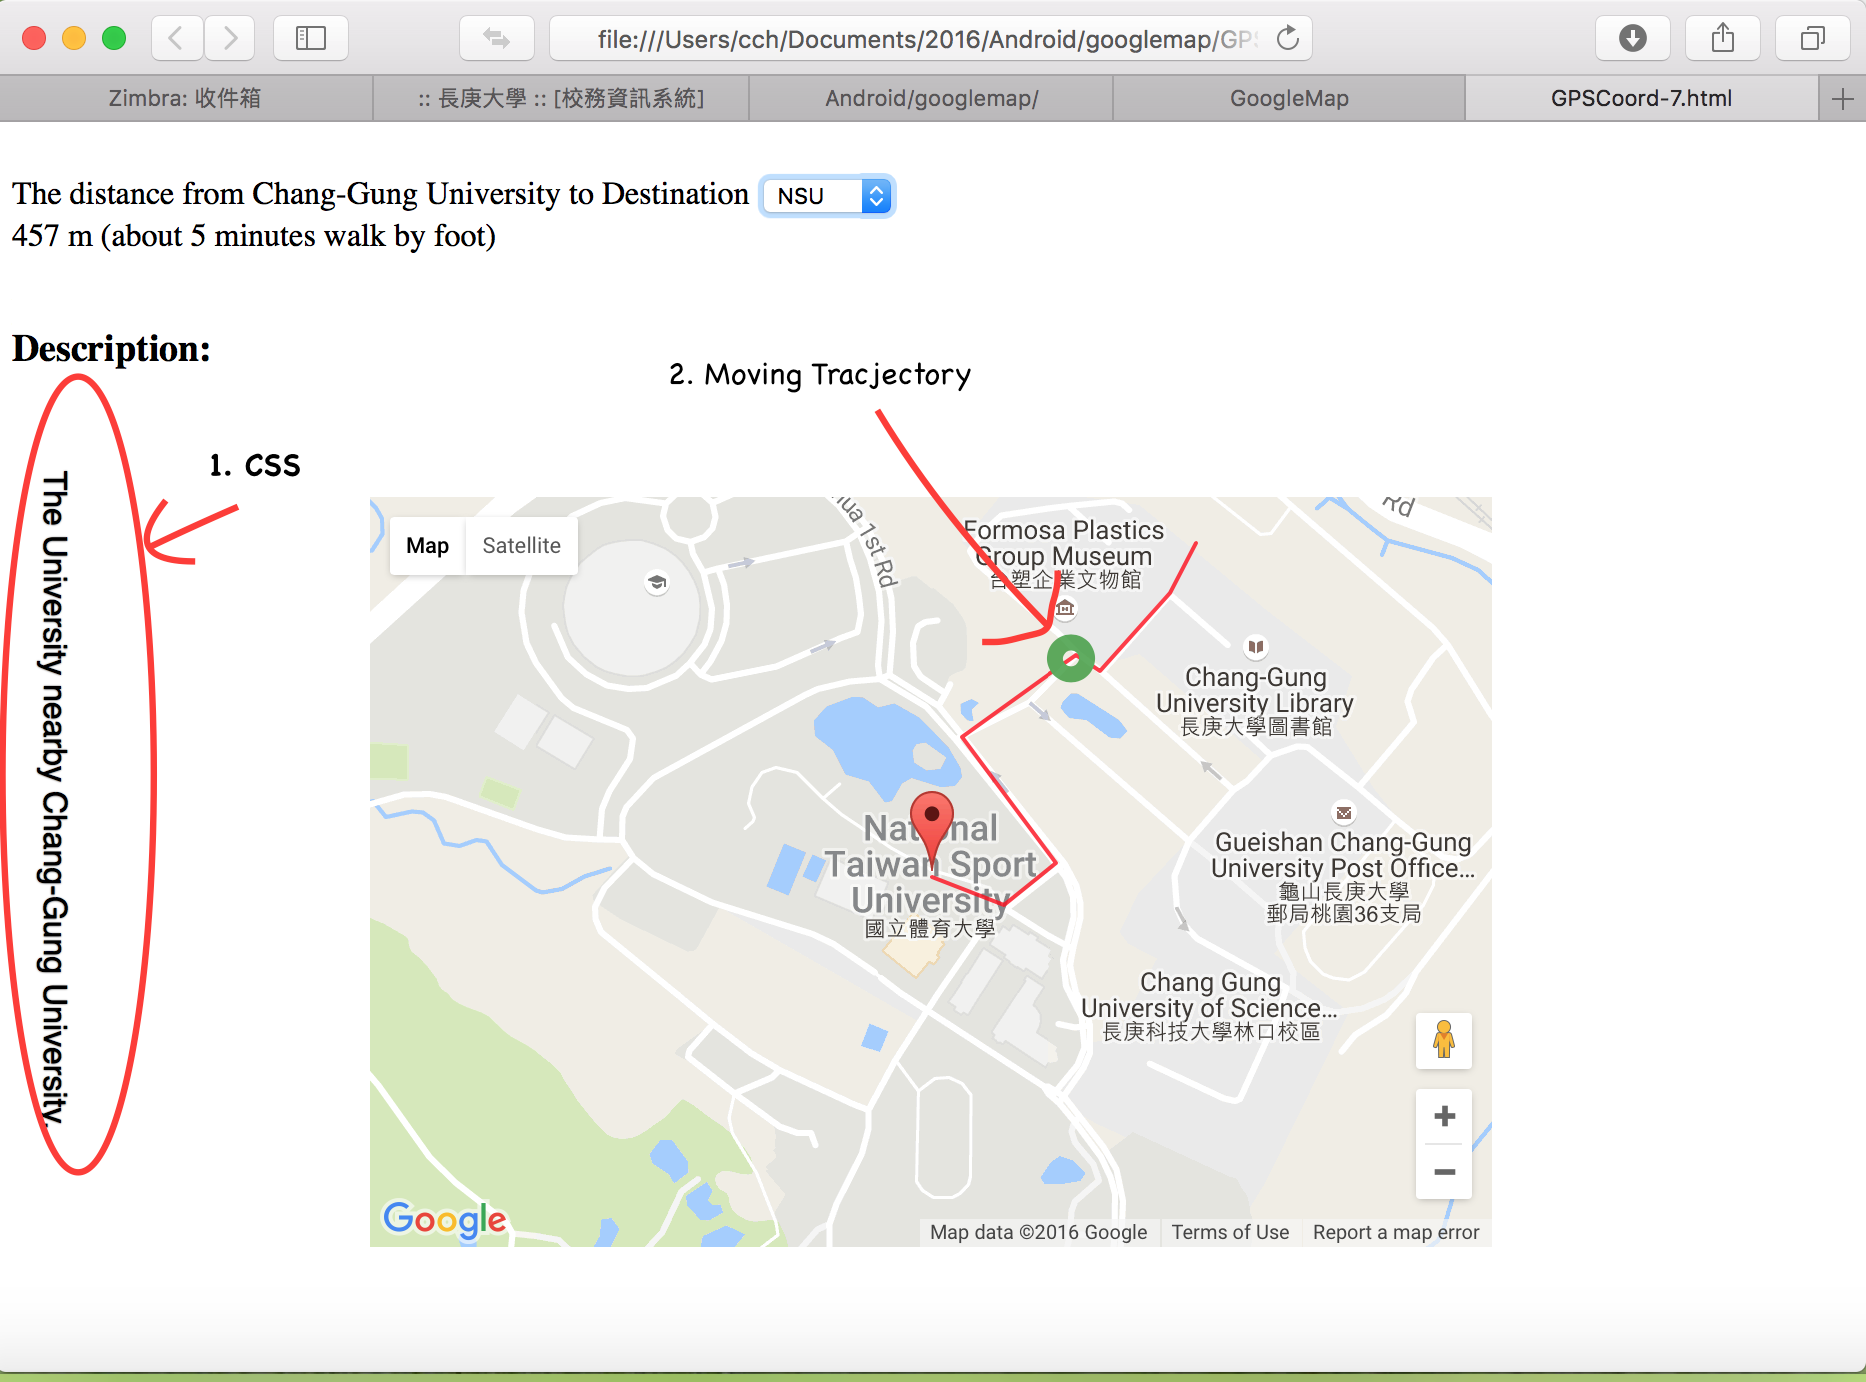 file:///Users/cch/Documents/2016/Android/googlemap/GPS
Zimbra: 收件箱
:: 長庚大學 :: [校務資訊系統]
Android/googlemap/
GoogleMap
GPSCoord-7.html
The distance from Chang-Gung University to Destination NSU
457 m (about 5 minutes walk by foot)
Description:
2. Moving Tracjectory
1. CSS
The University nearby Chang-Gung University.
Map
Satellite
hua 1st Rd
Rd
Formosa Plastics
Group Museum
台塑企業文物館
Chang-Gung
University Library
長庚大學圖書館
National
Taiwan Sport
University
國立體育大學
Gueishan Chang-Gung
University Post Office...
龜山長庚大學
郵局桃園36支局
Chang Gung
University of Science...
長庚科技大學林口校區
Google
Map data ©2016 Google
Terms of Use
Report a map error